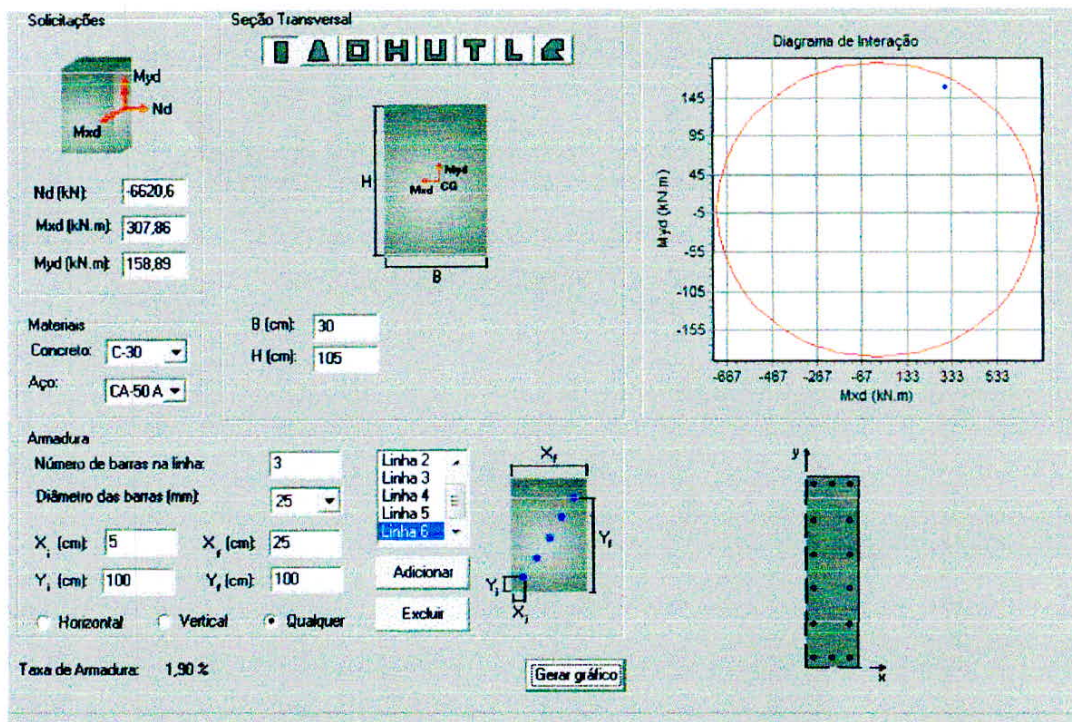 Solicitações
Myd
Nd
Mxd
Nd (kN): -6620,6
Mxd (kN.m): 307,86
Myd (kN.m): 158,89
Materiais
Concreto: C-30
Aço: CA-50 A
Seção Transversal
H
Myd
Mxd CG
B
B (cm): 30
H (cm): 105
Diagrama de Interação
Myd (kN.m)
145
95
45
-5
-55
-105
-155
-667 -467 -267 -67 133 333 533
Mxd (kN.m)
Armadura
Número de barras na linha: 3
Diâmetro das barras (mm): 25
Xi (cm): 5 Xf (cm): 25
Yi (cm): 100 Yf (cm): 100
Horizontal Vertical Qualquer
Linha 2
Linha 3
Linha 4
Linha 5
Linha 6
Adicionar
Excluir
Xf
Yf
Yi
Xi
y
x
Taxa de Armadura: 1,90 %
Gerar gráfico